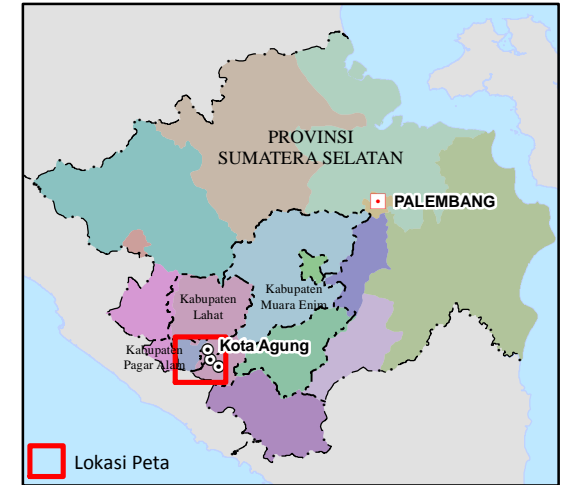 PROVINSI
SUMATERA SELATAN
PALEMBANG
Kabupaten
Muara Enim
Kabupaten
Lahat
Kota Agung
Kabupaten
Pagar Alam
Lokasi Peta